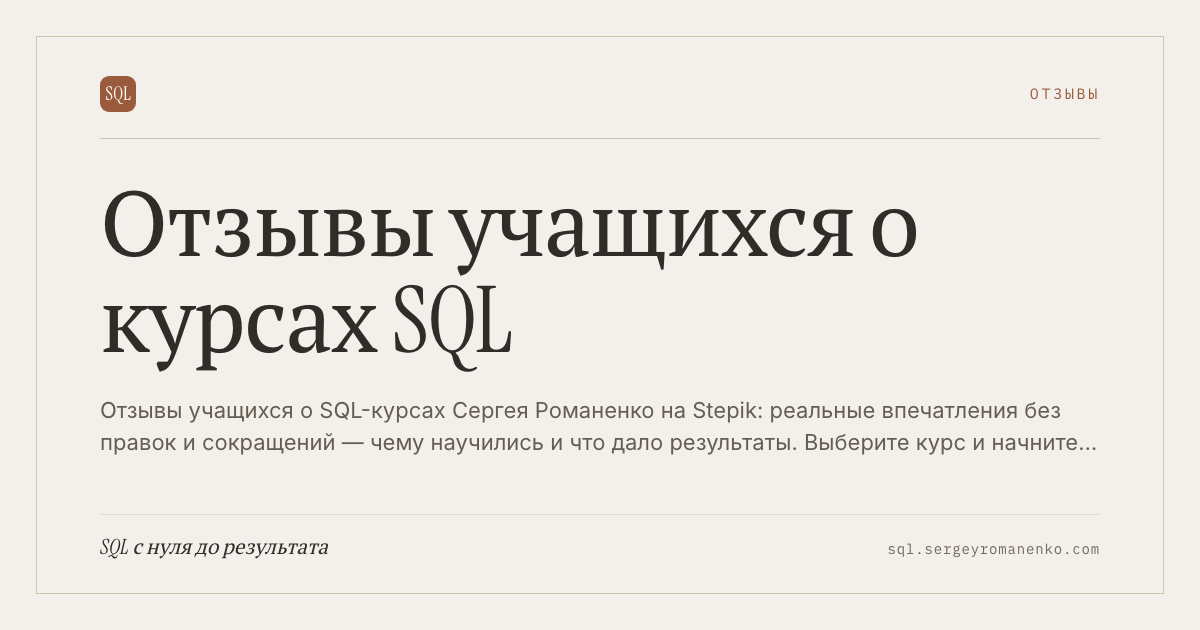 SQL
ОТЗЫВЫ
Отзывы учащихся о
курсах SQL
Отзывы учащихся о SQL-курсах Сергея Романенко на Stepik: реальные впечатления без
правок и сокращений — чему научились и что дало результаты. Выберите курс и начните...
SQL с нуля до результата
sql.sergeyromanenko.com